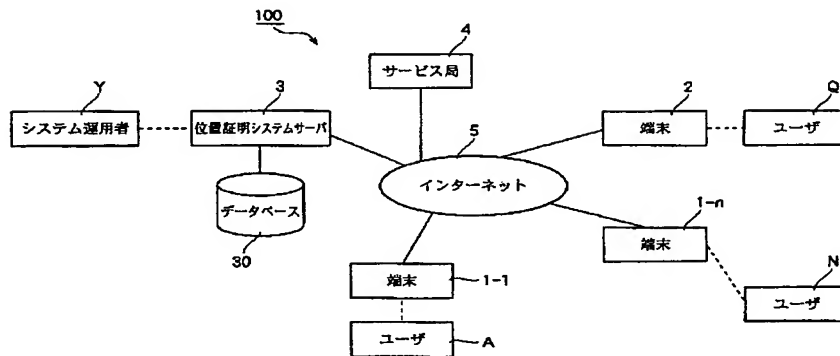 100
4
サービス局
Y
システム運用者
3
位置証明システムサーバ
2
端末
Q
ユーザ
5
インターネット
データベース
30
1-n
端末
N
ユーザ
端末
1-1
ユーザ
A